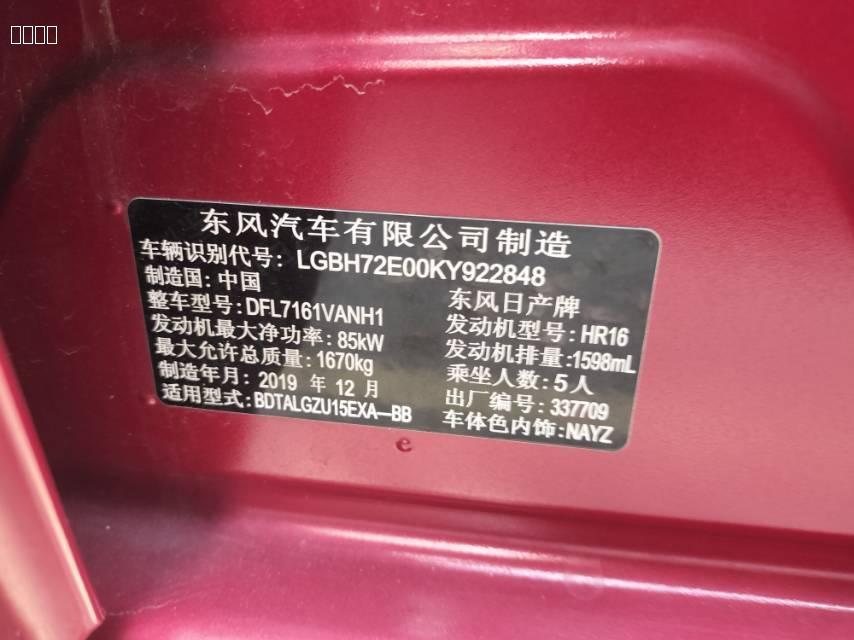 东风汽车有限公司制造
车辆识别代号: LGBH72E00KY922848
制造国: 中国 东风日产牌
整车型号: DFL7161VANH1 发动机型号: HR16
发动机最大净功率: 85kW 发动机排量: 1598mL
最大允许总质量: 1670kg 乘坐人数: 5人
制造年月: 2019 年 12 月 出厂编号: 337709
适用型式: BDTALGZU15EXA—BB 车体色内饰: NAYZ
e